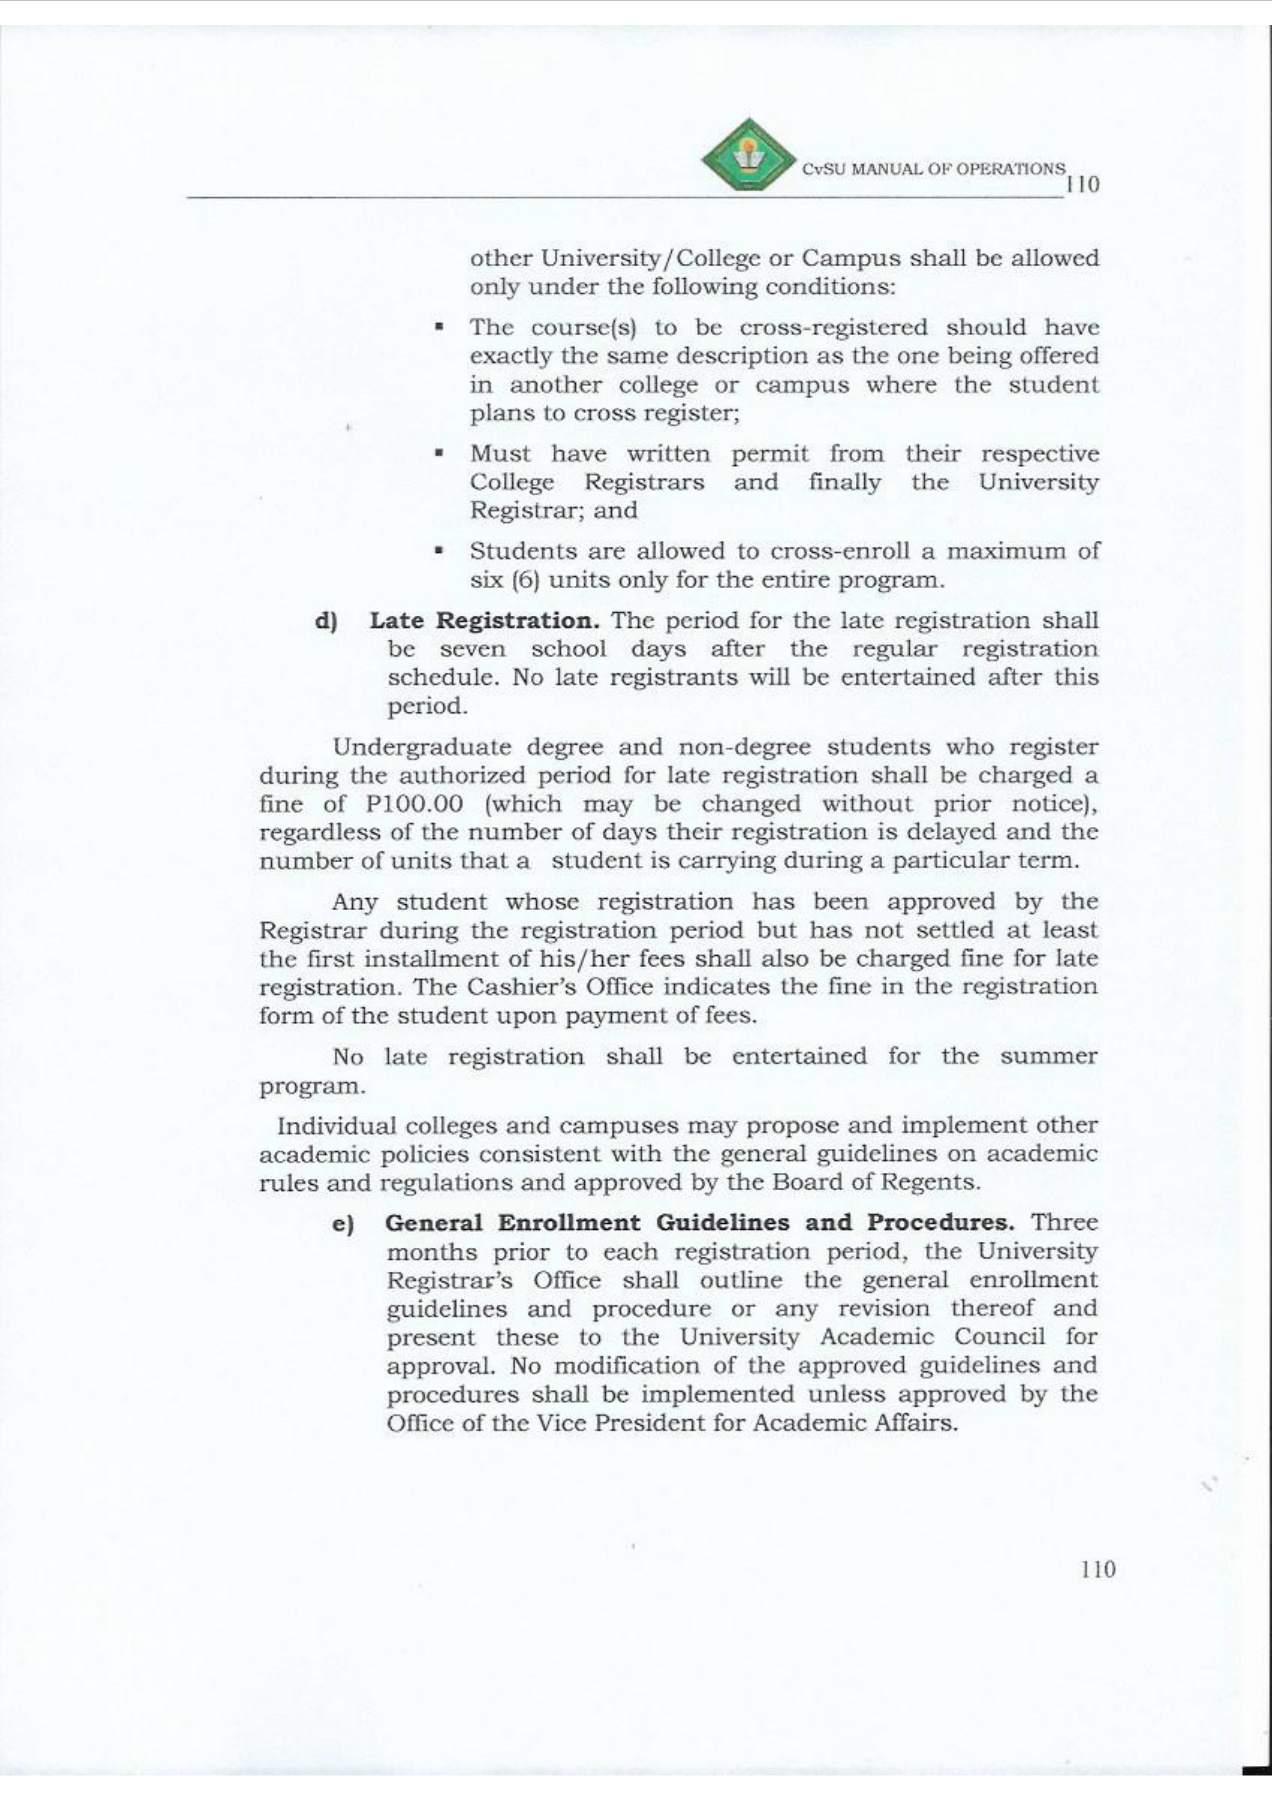 CvSU MANUAL OF OPERATIONS
110
other University/College or Campus shall be allowed
only under the following conditions:
▪ The course(s) to be cross-registered should have
exactly the same description as the one being offered
in another college or campus where the student
plans to cross register;
▪ Must have written permit from their respective
College Registrars and finally the University
Registrar; and
▪ Students are allowed to cross-enroll a maximum of
six (6) units only for the entire program.
d) Late Registration. The period for the late registration shall
be seven school days after the regular registration
schedule. No late registrants will be entertained after this
period.
Undergraduate degree and non-degree students who register
during the authorized period for late registration shall be charged a
fine of P100.00 (which may be changed without prior notice),
regardless of the number of days their registration is delayed and the
number of units that a student is carrying during a particular term.
Any student whose registration has been approved by the
Registrar during the registration period but has not settled at least
the first installment of his/her fees shall also be charged fine for late
registration. The Cashier's Office indicates the fine in the registration
form of the student upon payment of fees.
No late registration shall be entertained for the summer
program.
Individual colleges and campuses may propose and implement other
academic policies consistent with the general guidelines on academic
rules and regulations and approved by the Board of Regents.
e) General Enrollment Guidelines and Procedures. Three
months prior to each registration period, the University
Registrar's Office shall outline the general enrollment
guidelines and procedure or any revision thereof and
present these to the University Academic Council for
approval. No modification of the approved guidelines and
procedures shall be implemented unless approved by the
Office of the Vice President for Academic Affairs.
110